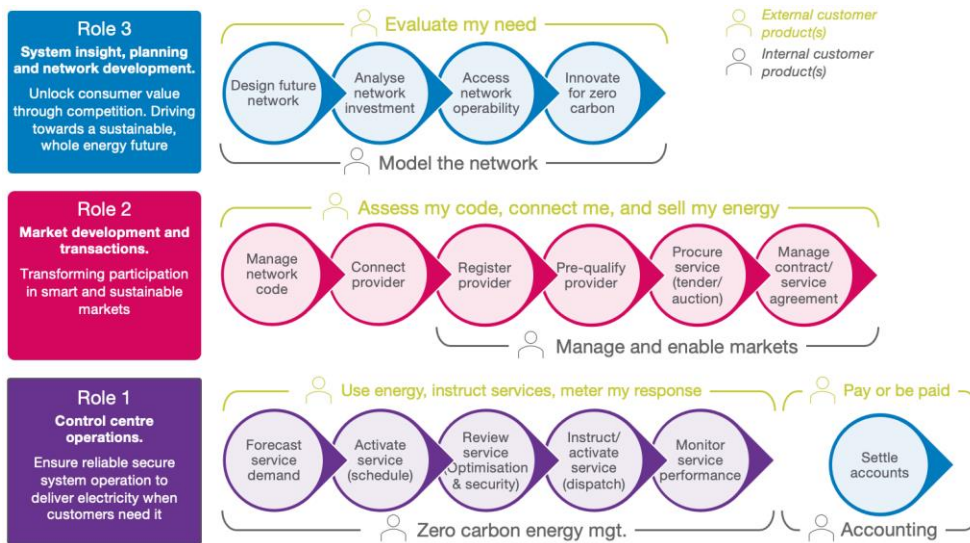 Role 3
System insight, planning
and network development.
Unlock consumer value
through competition. Driving
towards a sustainable,
whole energy future
Evaluate my need
Design future
network
Analyse
network
investment
Access
network
operability
Innovate
for zero
carbon
Model the network
External customer
product(s)
Internal customer
product(s)
Role 2
Market development and
transactions.
Transforming participation
in smart and sustainable
markets
Assess my code, connect me, and sell my energy
Manage
network
code
Connect
provider
Register
provider
Pre-qualify
provider
Procure
service
(tender/
auction)
Manage
contract/
service
agreement
Manage and enable markets
Role 1
Control centre
operations.
Ensure reliable secure
system operation to
deliver electricity when
customers need it
Use energy, instruct services, meter my response
Forecast
service
demand
Activate
service
(schedule)
Review
service
(Optimisation
& security)
Instruct/
activate
service
(dispatch)
Monitor
service
performance
Zero carbon energy mgt.
Pay or be paid
Settle
accounts
Accounting